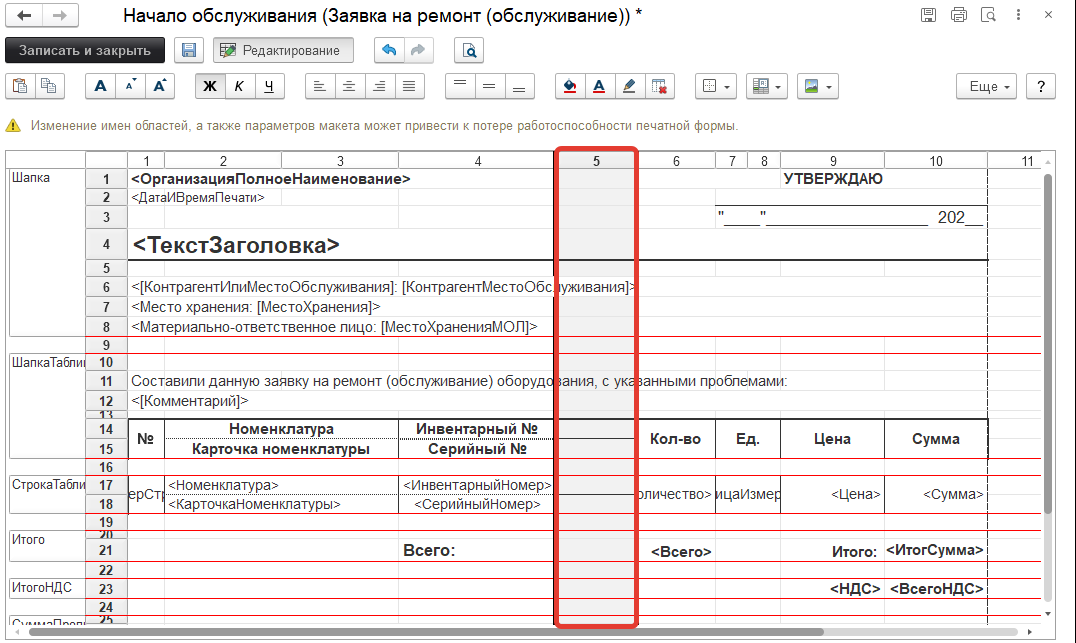 Начало обслуживания (Заявка на ремонт (обслуживание)) *
Записать и закрыть Редактирование
А А А Ж К Ч А Еще ?
Изменение имен областей, а также параметров макета может привести к потере работоспособности печатной формы.
1 2 3 4 5 6 7 8 9 10 11
Шапка 1 <ОрганизацияПолноеНаименование> УТВЕРЖДАЮ
2 <ДатаИВремяПечати>
3 "____ "__________________ 202__
4 <ТекстЗаголовка>
5
6 <[КонтрагентИлиМестоОбслуживания]: [КонтрагентМестоОбслуживания]>
7 <Место хранения: [МестоХранения]>
8 <Материально-ответственное лицо: [МестоХраненияМОЛ]>
9
ШапкаТабли 10
11 Составили данную заявку на ремонт (обслуживание) оборудования, с указанными проблемами:
12 <[Комментарий]>
13
14 № Номенклатура Инвентарный № Кол-во Ед. Цена Сумма
15 Карточка номенклатуры Серийный №
16
СтрокаТабли 17 ерСтр <Номенклатура> <ИнвентарныйНомер> оличество> ицаИзмер <Цена> <Сумма>
18 <КарточкаНоменклатуры> <СерийныйНомер>
19
Итого 20
21 Всего: <Всего> Итого: <ИтогСумма>
22
ИтогоНДС 23 <НДС> <ВсегоНДС>
24
СуммаПроп 25